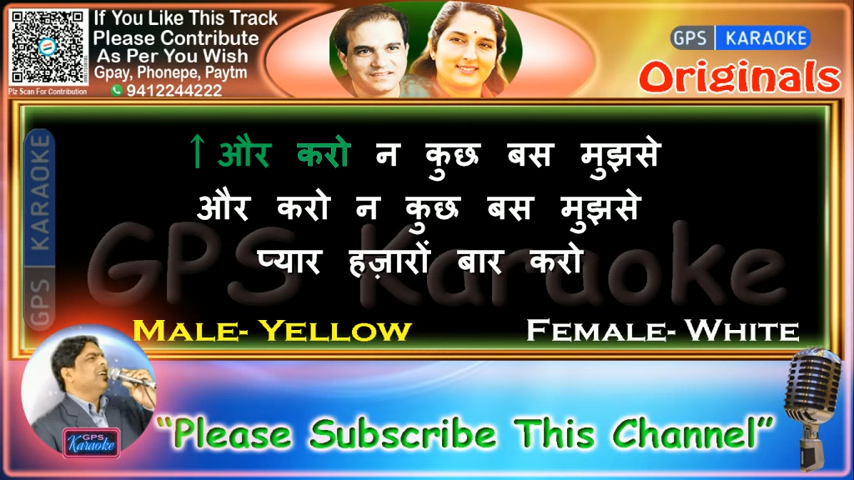 If You Like This Track
Please Contribute
As Per You Wish
Gpay, Phonepe, Paytm
Plz Scan For Contribution
9412244222
GPS | KARAOKE
Originals
GPS | KARAOKE
↑ और करो न कुछ बस मुझसे
और करो न कुछ बस मुझसे
प्यार हज़ारों बार करो
GPS Karaoke
MALE- YELLOW
FEMALE- WHITE
GPS
Karaoke
“Please Subscribe This Channel”